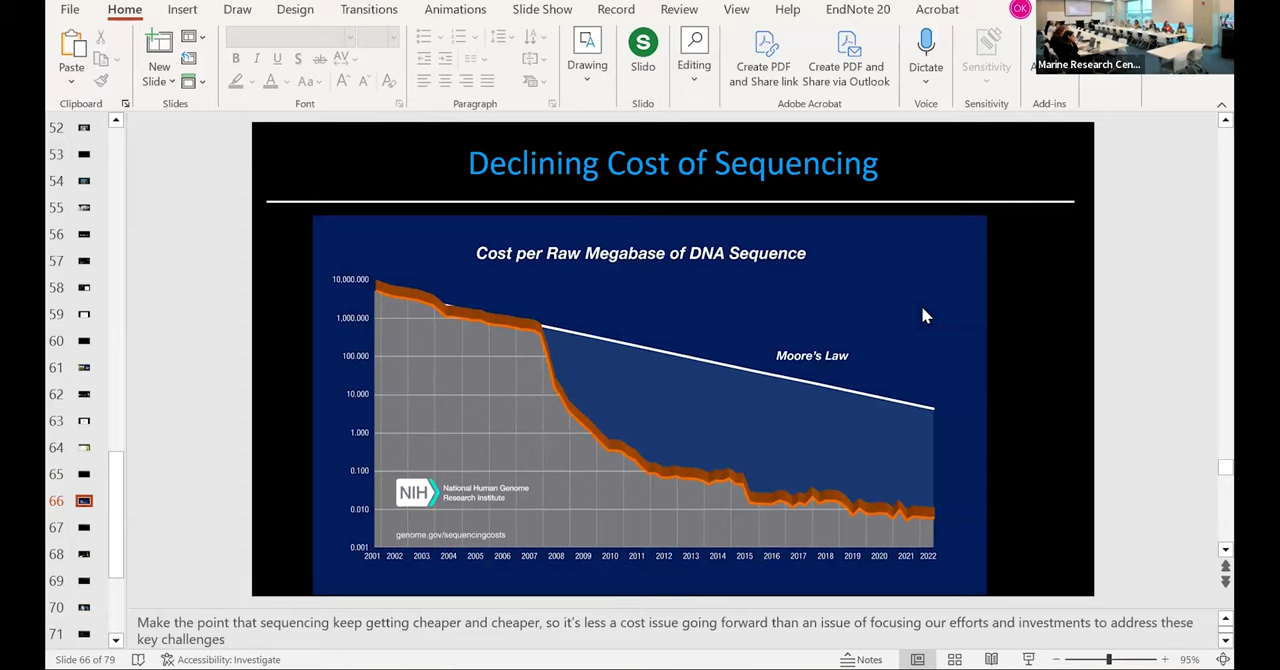 File Home Insert Draw Design Transitions Animations Slide Show Record Review View Help EndNote 20 Acrobat
OK
Marine Research Cen...
Paste
New
Slide
B I U S ab AV
A Aa A A A
Drawing
Slido
Editing
Create PDF
and Share link
Create PDF and
Share via Outlook
Dictate
Sensitivity
Clipboard Slides Font Paragraph Slido Adobe Acrobat Voice Sensitivity Add-ins
52
53
54
55
56
57
58
59
60
61
62
63
64
65
66
67
68
69
70
71
Declining Cost of Sequencing
Cost per Raw Megabase of DNA Sequence
10,000.000
1,000.000
100.000
10.000
1.000
0.100
0.010
0.001
Moore's Law
NIH
National Human Genome
Research Institute
genome.gov/sequencingcosts
2001 2002 2003 2004 2005 2006 2007 2008 2009 2010 2011 2012 2013 2014 2015 2016 2017 2018 2019 2020 2021 2022
Make the point that sequencing keep getting cheaper and cheaper, so it's less a cost issue going forward than an issue of focusing our efforts and investments to address these
key challenges
Slide 66 of 79 Accessibility: Investigate Notes 95%